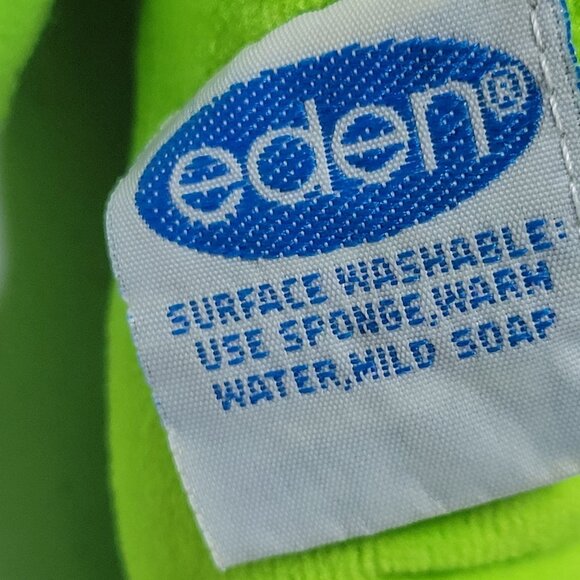 eden®
SURFACE WASHABLE:
USE SPONGE,WARM
WATER,MILD SOAP